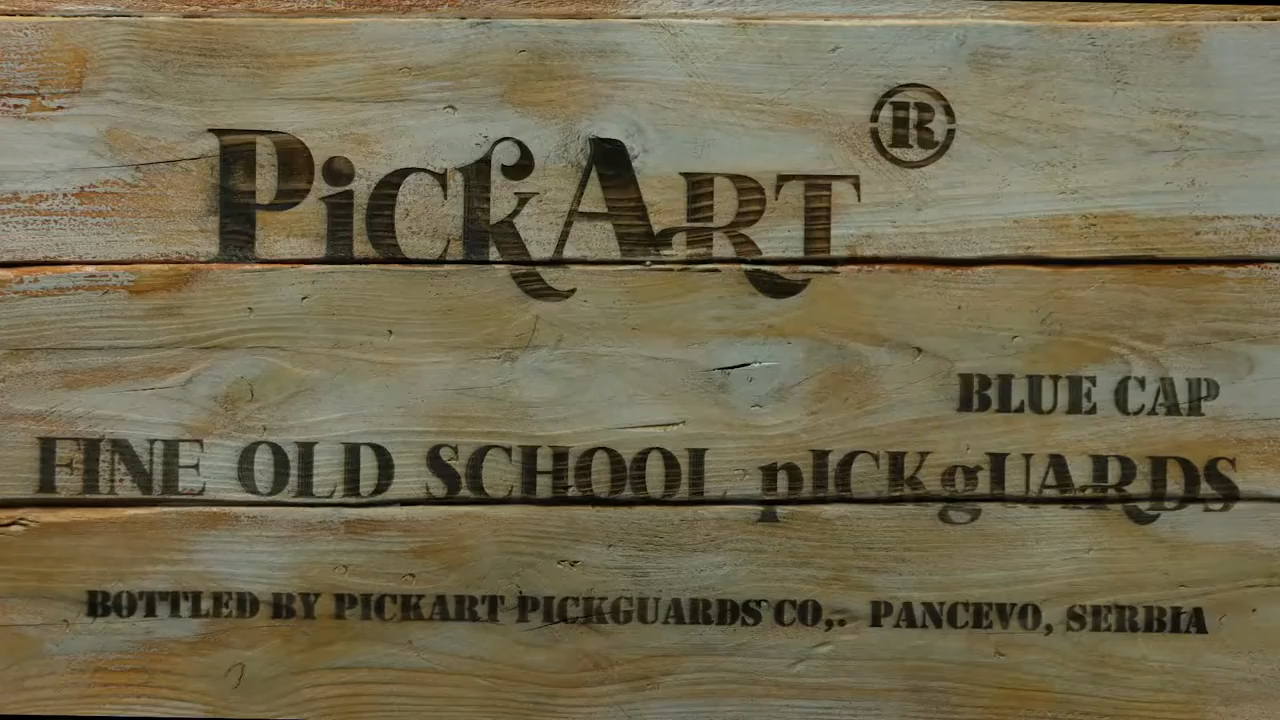 PickArt ®
BLUE CAP
FINE OLD SCHOOL pICKgUARDS
BOTTLED BY PICKART PICKGUARDS CO,. PANCEVO, SERBIA